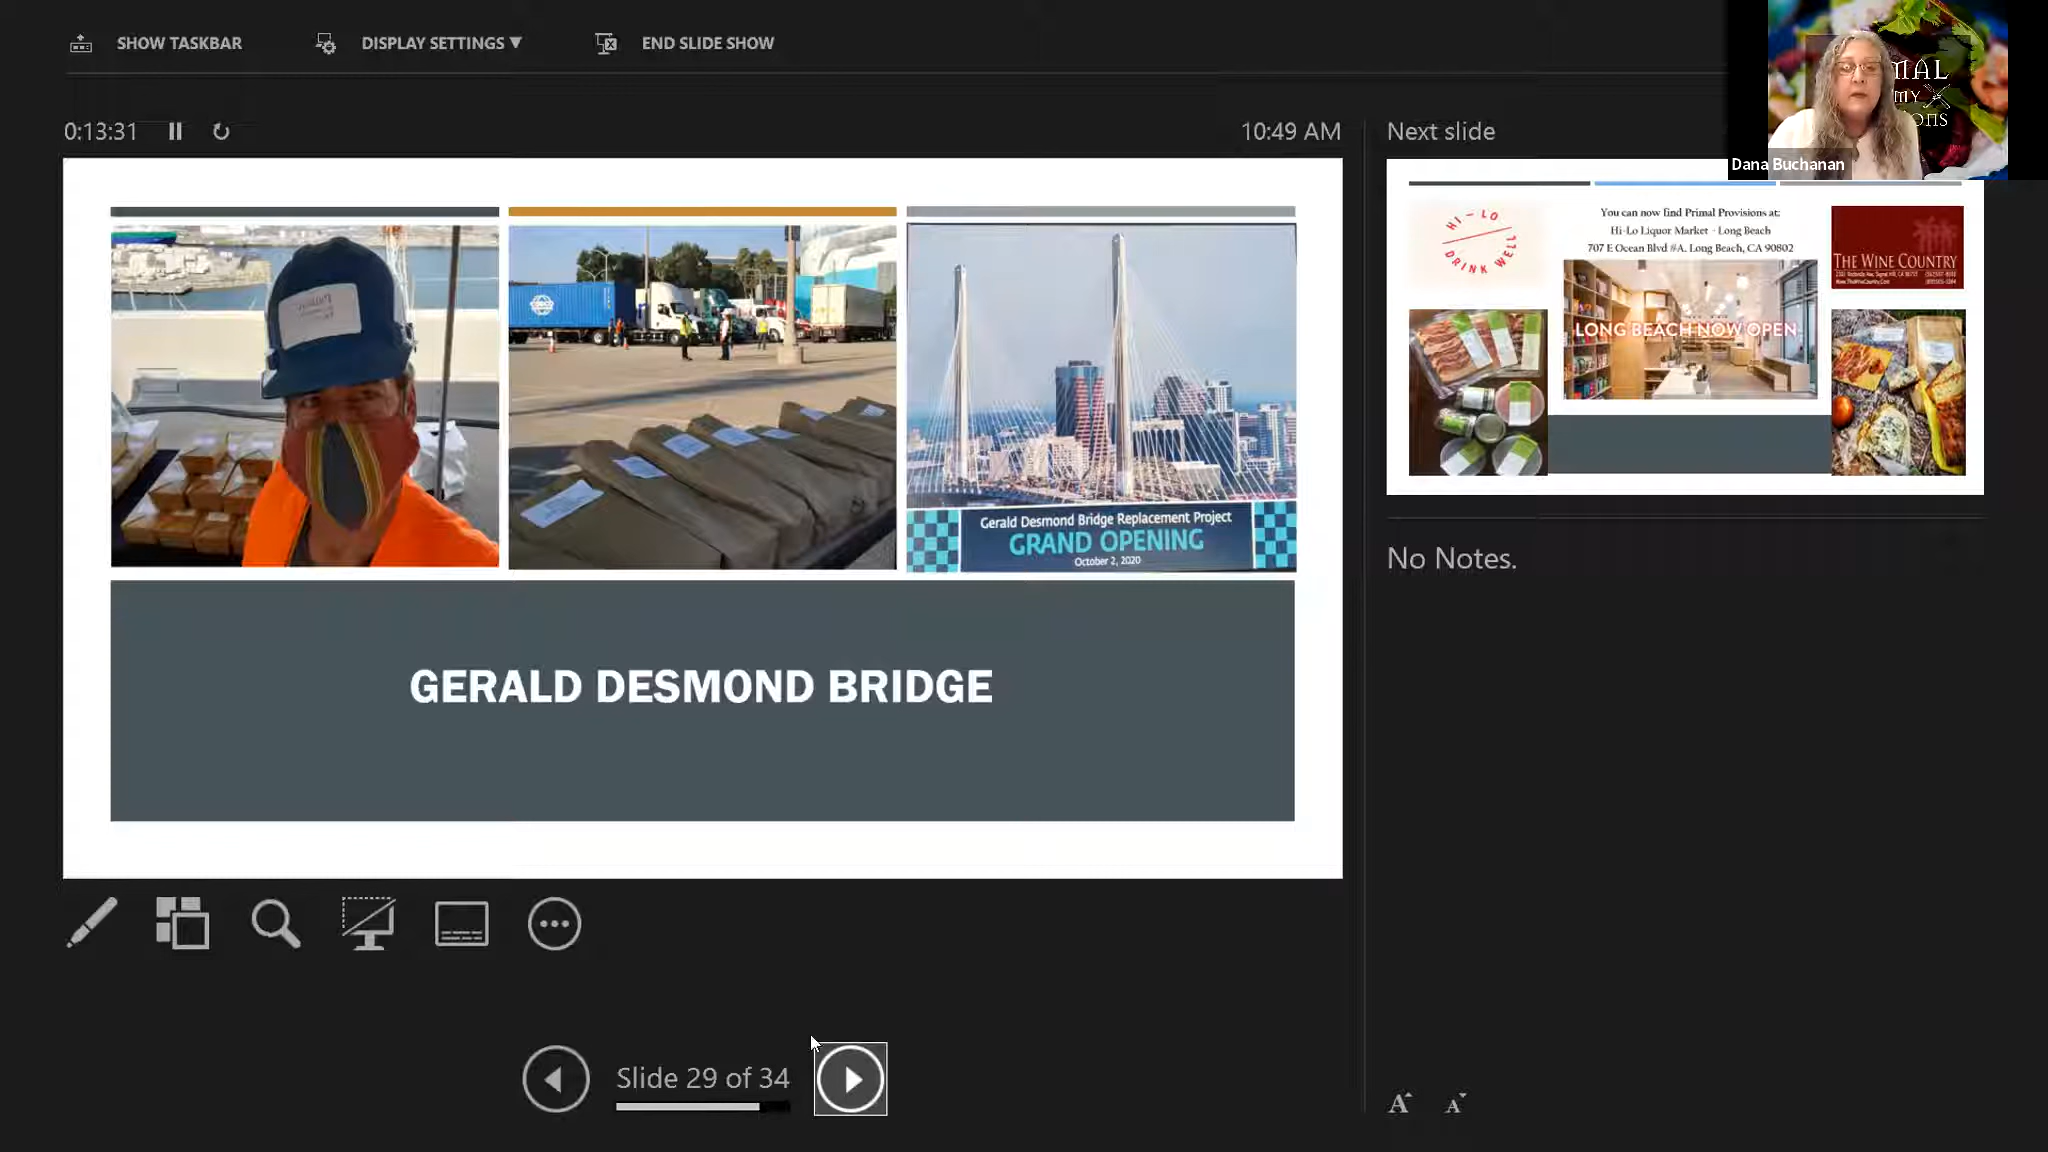 SHOW TASKBAR
DISPLAY SETTINGS ▼
END SLIDE SHOW
0:13:31
10:49 AM
Next slide
Dana Buchanan
Gerald Desmond Bridge Replacement Project
GRAND OPENING
October 2, 2020
GERALD DESMOND BRIDGE
HI-LO
DRINK WELL
You can now find Primal Provisions at:
Hi-Lo Liquor Market - Long Beach
707 E Ocean Blvd #A, Long Beach, CA 90802
LONG BEACH NOW OPEN
THE WINE COUNTRY
No Notes.
Slide 29 of 34